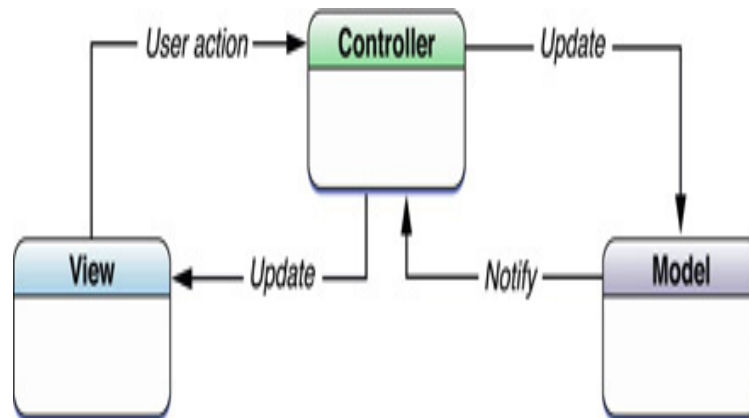 User action
Controller
Update
View
Update
Notify
Model